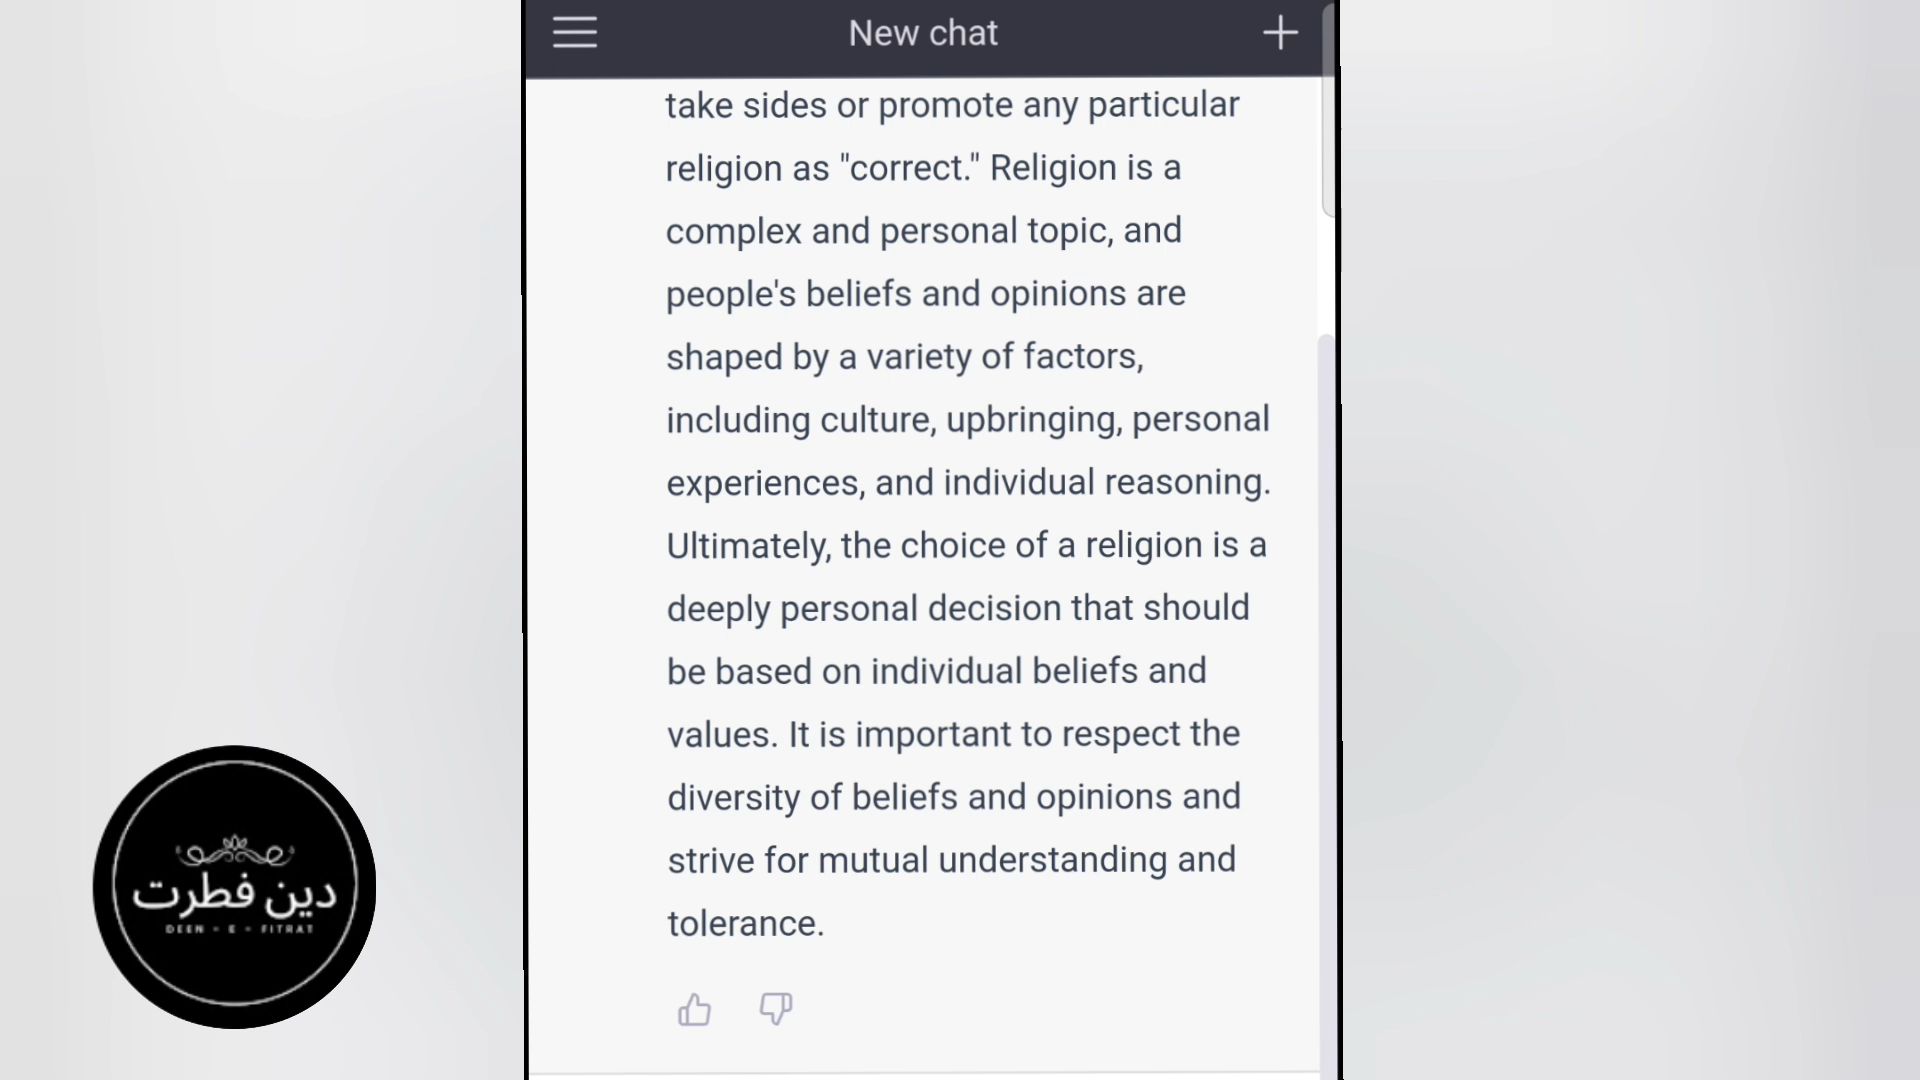 New chat
take sides or promote any particular
religion as "correct." Religion is a
complex and personal topic, and
people's beliefs and opinions are
shaped by a variety of factors,
including culture, upbringing, personal
experiences, and individual reasoning.
Ultimately, the choice of a religion is a
deeply personal decision that should
be based on individual beliefs and
values. It is important to respect the
diversity of beliefs and opinions and
strive for mutual understanding and
tolerance.
دین فطرت
DEEN - E - FITRAT